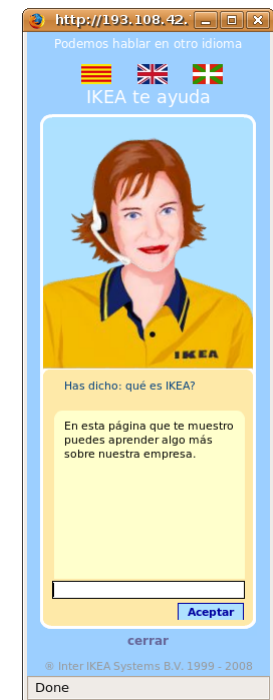 http://193.108.42.
Podemos hablar en otro idioma
IKEA te ayuda
IKEA
Has dicho: qué es IKEA?
En esta página que te muestro
puedes aprender algo más
sobre nuestra empresa.
Aceptar
cerrar
® Inter IKEA Systems B.V. 1999 - 2008
Done